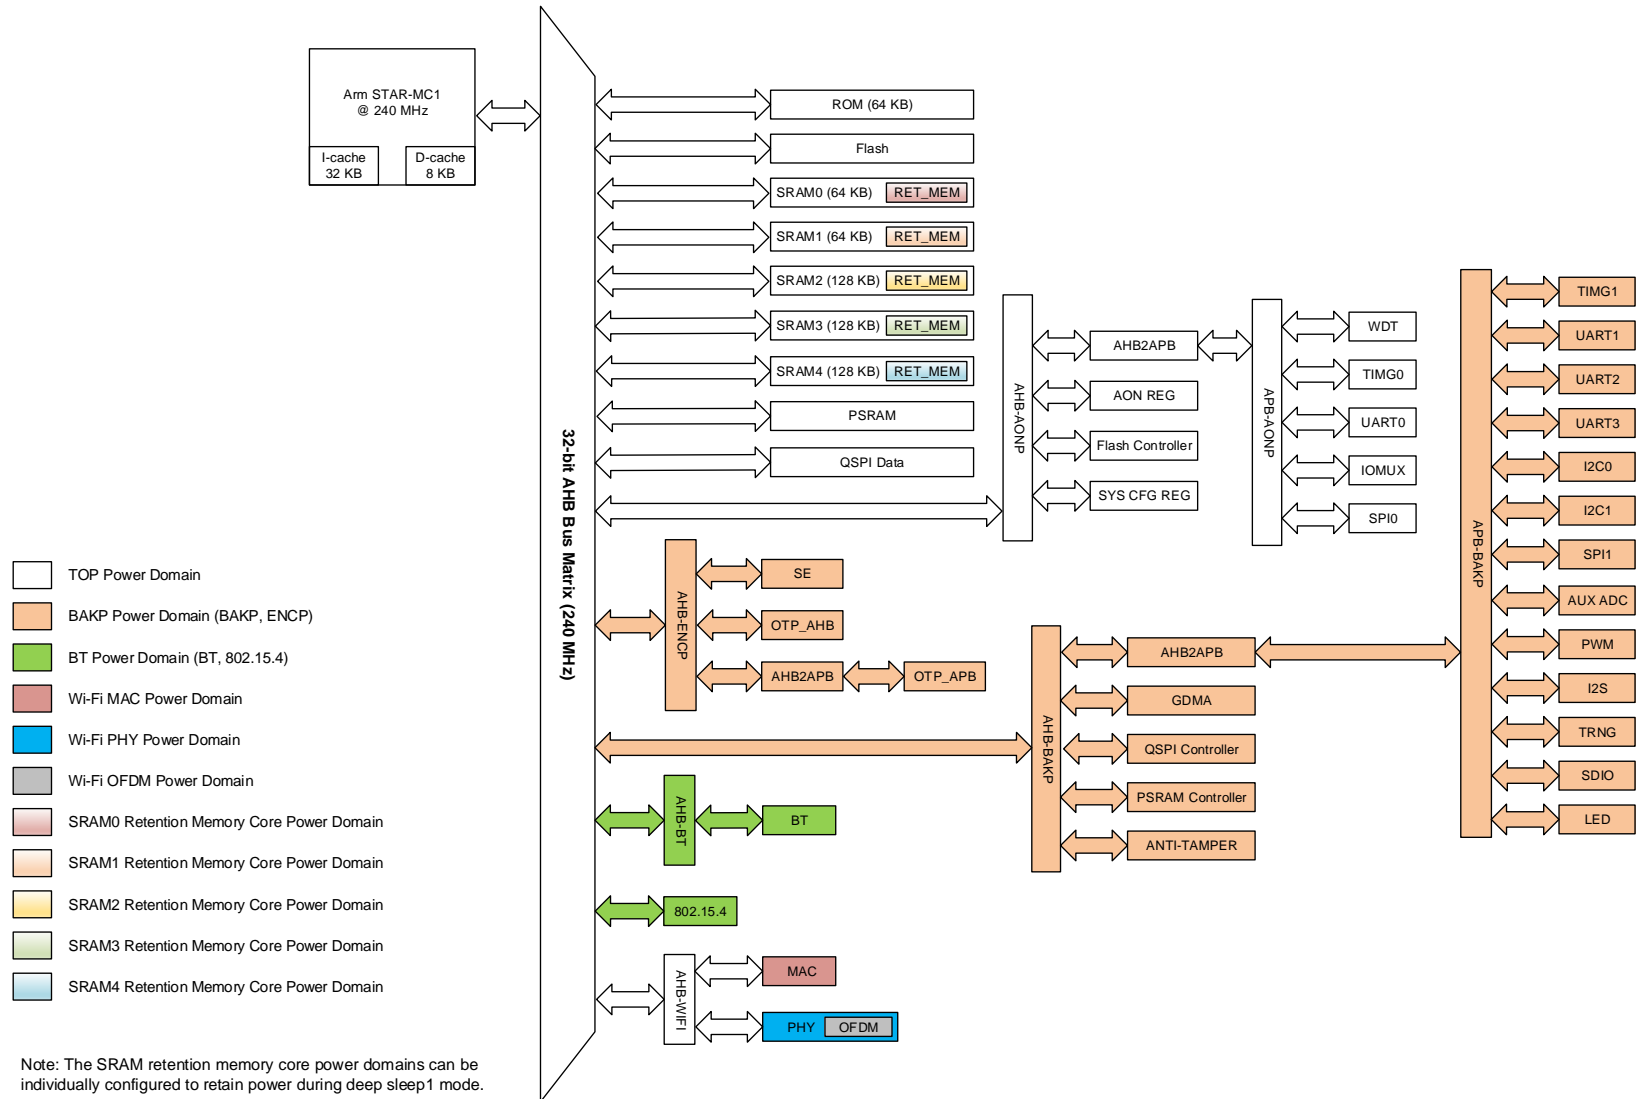 Arm STAR-MC1
@ 240 MHz
I-cache
32 KB
D-cache
8 KB
32-bit AHB Bus Matrix (240 MHz)
ROM (64 KB)
Flash
SRAM0 (64 KB) RET_MEM
SRAM1 (64 KB) RET_MEM
SRAM2 (128 KB) RET_MEM
SRAM3 (128 KB) RET_MEM
SRAM4 (128 KB) RET_MEM
PSRAM
QSPI Data
AHB-AONP
AHB2APB
AON REG
Flash Controller
SYS CFG REG
APB-AONP
WDT
TIMG0
UART0
IOMUX
SPI0
AHB-ENCP
SE
OTP_AHB
AHB2APB
OTP_APB
AHB-BAKP
AHB2APB
GDMA
QSPI Controller
PSRAM Controller
ANTI-TAMPER
APB-BAKP
TIMG1
UART1
UART2
UART3
I2C0
I2C1
SPI1
AUX ADC
PWM
I2S
TRNG
SDIO
LED
AHB-BT
BT
802.15.4
AHB-WIFI
MAC
PHY
OFDM
TOP Power Domain
BAKP Power Domain (BAKP, ENCP)
BT Power Domain (BT, 802.15.4)
Wi-Fi MAC Power Domain
Wi-Fi PHY Power Domain
Wi-Fi OFDM Power Domain
SRAM0 Retention Memory Core Power Domain
SRAM1 Retention Memory Core Power Domain
SRAM2 Retention Memory Core Power Domain
SRAM3 Retention Memory Core Power Domain
SRAM4 Retention Memory Core Power Domain
Note: The SRAM retention memory core power domains can be
individually configured to retain power during deep sleep1 mode.